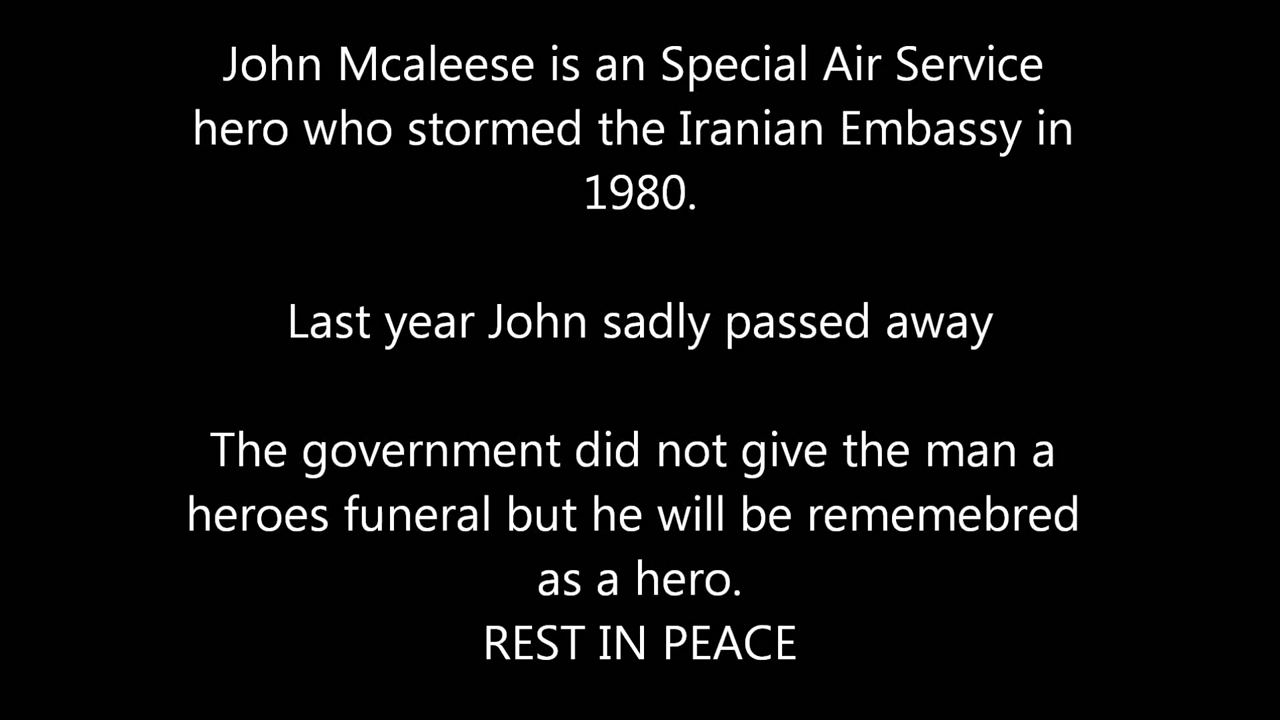 John Mcaleese is an Special Air Service
hero who stormed the Iranian Embassy in
1980.
Last year John sadly passed away
The government did not give the man a
heroes funeral but he will be rememebred
as a hero.
REST IN PEACE